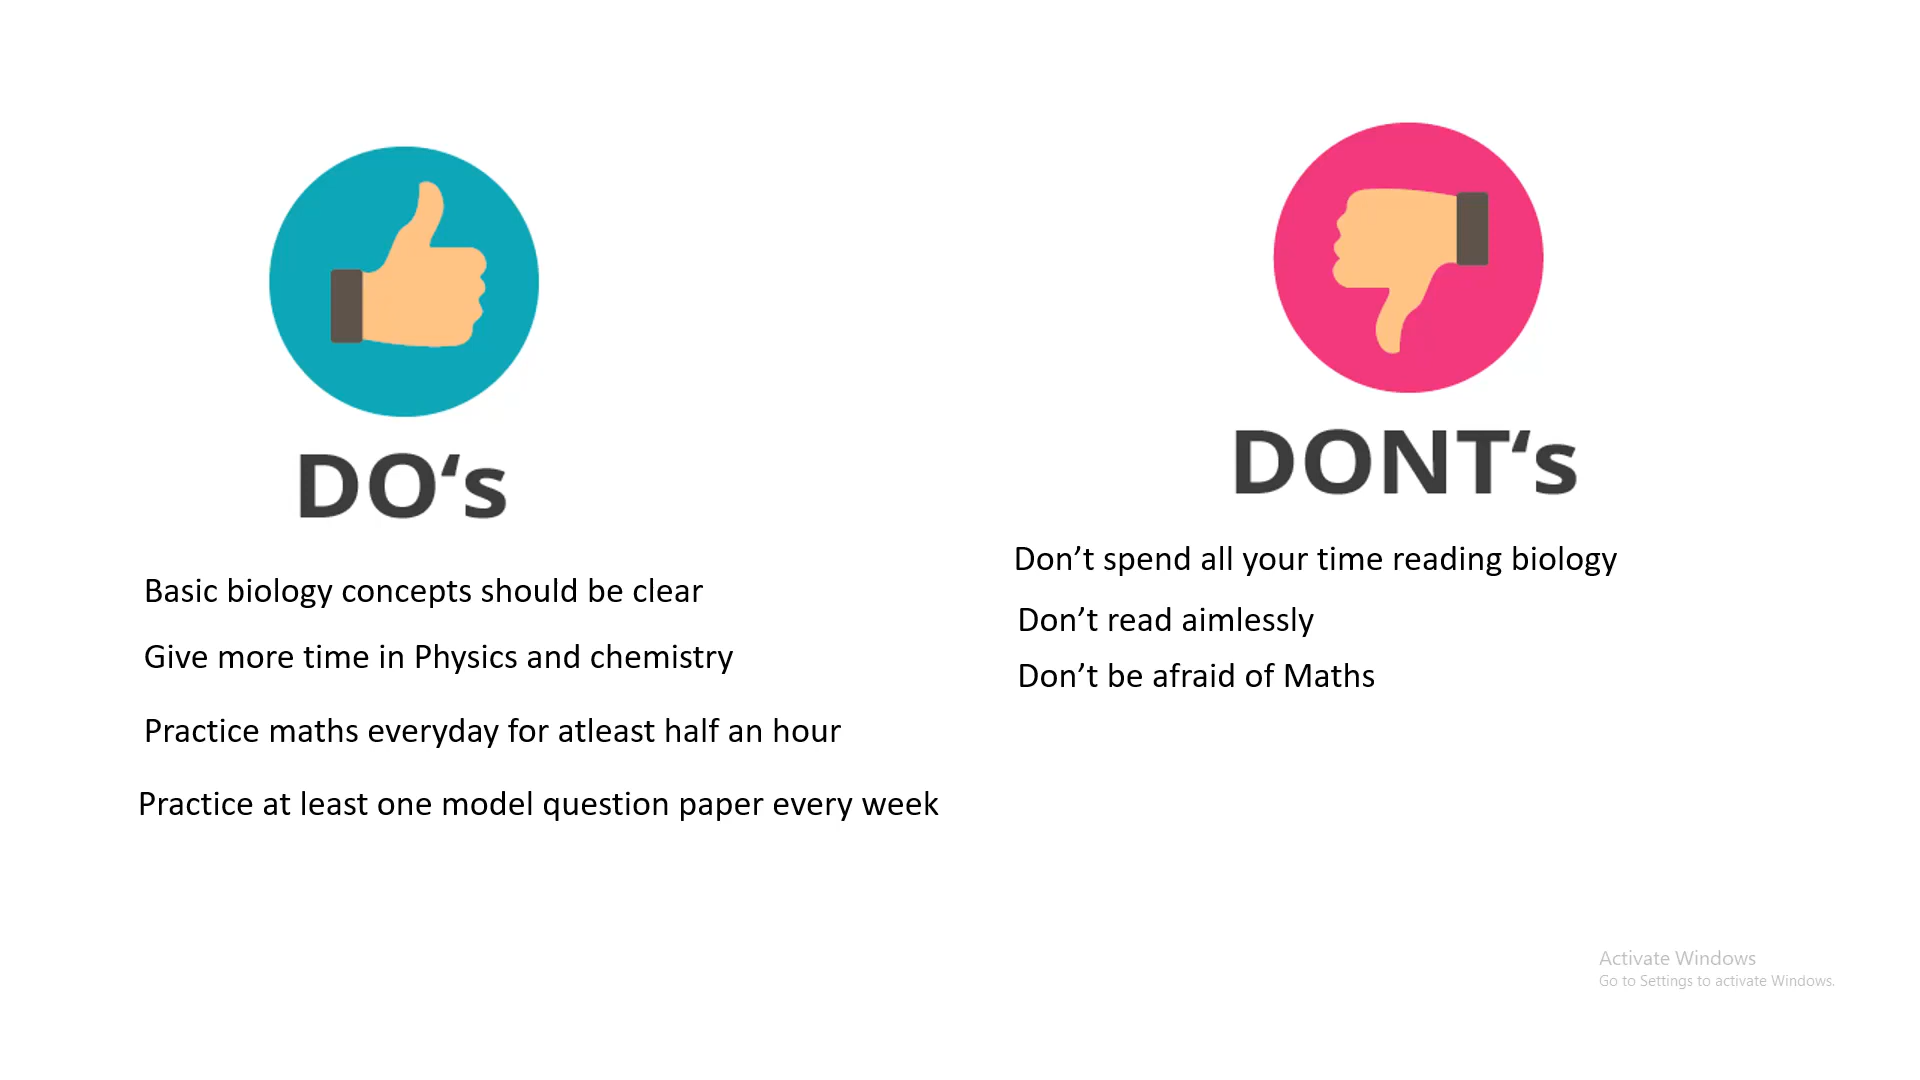 DO‘s
Basic biology concepts should be clear
Give more time in Physics and chemistry
Practice maths everyday for atleast half an hour
Practice at least one model question paper every week
DONT‘s
Don’t spend all your time reading biology
Don’t read aimlessly
Don’t be afraid of Maths
Activate Windows
Go to Settings to activate Windows.